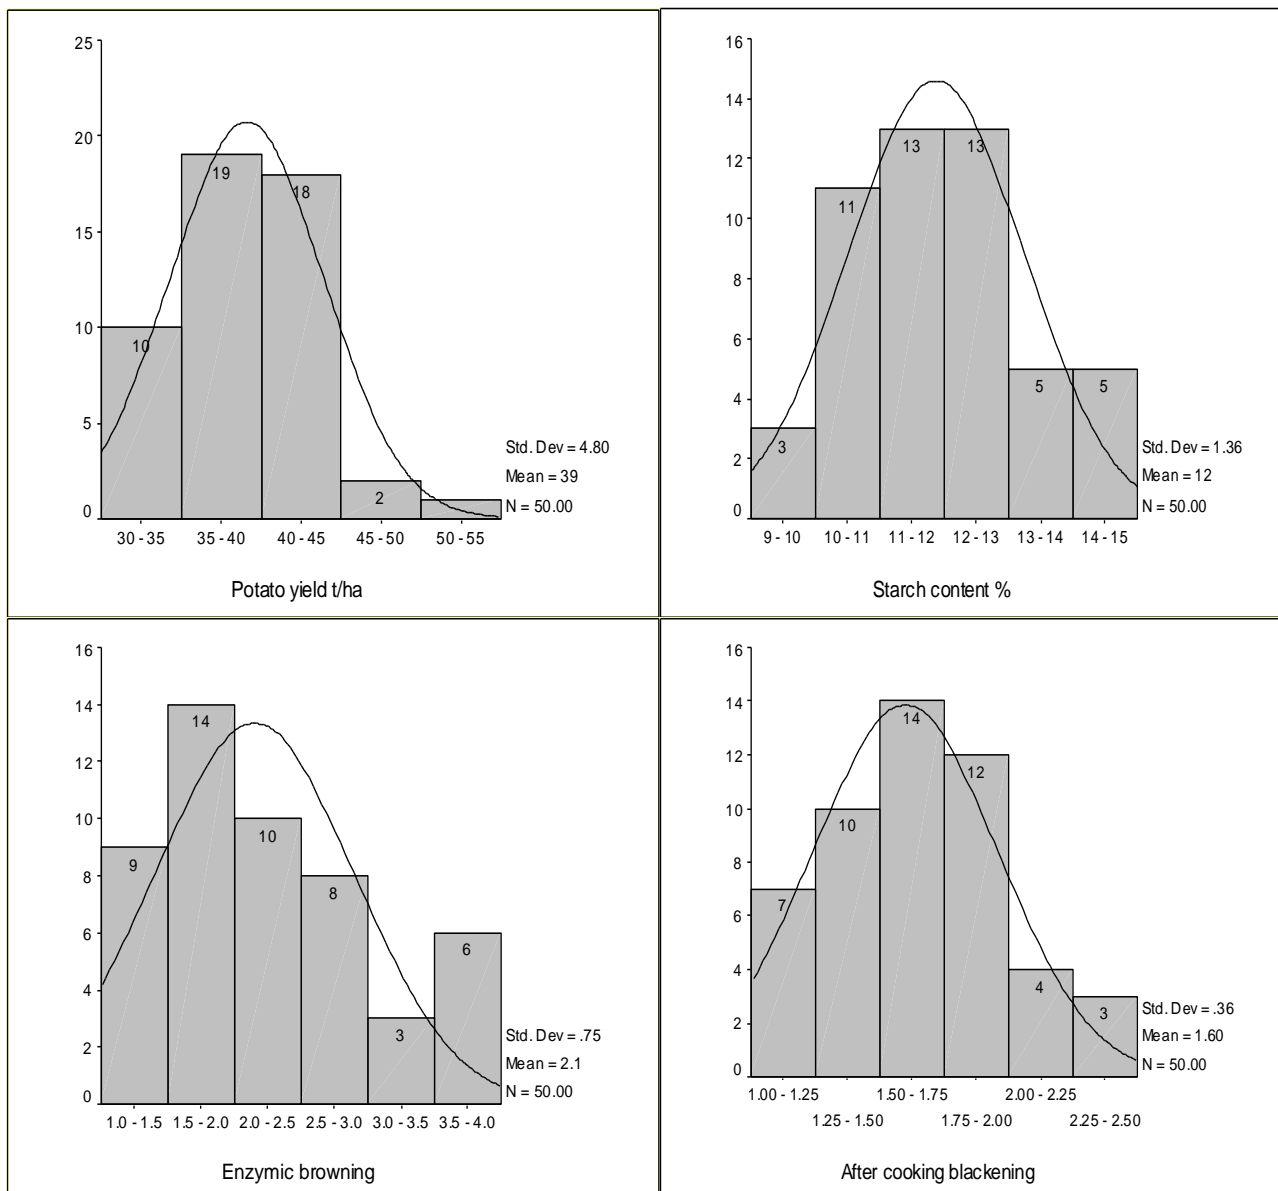 25
20
15
10
5
0
10
19
18
2
Std. Dev = 4.80
Mean = 39
N = 50.00
30 - 35 35 - 40 40 - 45 45 - 50 50 - 55
Potato yield t/ha
16
14
12
10
8
6
4
2
0
3
11
13
13
5
5
Std. Dev = 1.36
Mean = 12
N = 50.00
9 - 10 10 - 11 11 - 12 12 - 13 13 - 14 14 - 15
Starch content %
16
14
12
10
8
6
4
2
0
9
14
10
8
3
6
Std. Dev = .75
Mean = 2.1
N = 50.00
1.0 - 1.5 1.5 - 2.0 2.0 - 2.5 2.5 - 3.0 3.0 - 3.5 3.5 - 4.0
Enzymic browning
16
14
12
10
8
6
4
2
0
7
10
14
12
4
3
Std. Dev = .36
Mean = 1.60
N = 50.00
1.00 - 1.25 1.50 - 1.75 2.00 - 2.25
1.25 - 1.50 1.75 - 2.00 2.25 - 2.50
After cooking blackening